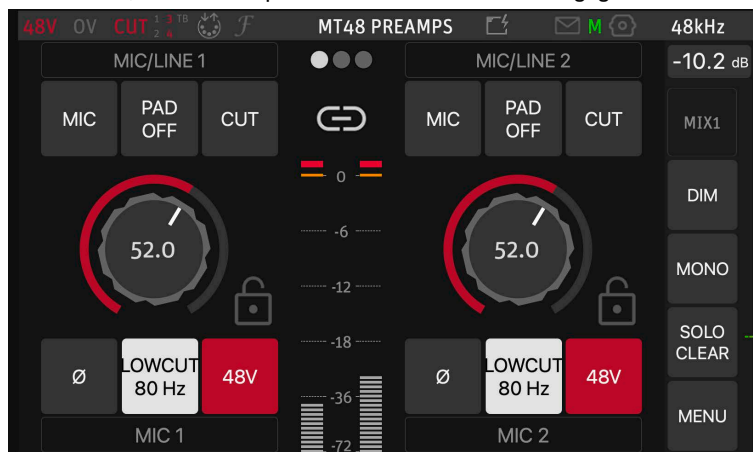 48V 0V CUT 1 3 TB 2 4 F MT48 PREAMPS M 48kHz
MIC/LINE 1
MIC PAD OFF CUT
52.0
Ø LOWCUT 80 Hz 48V
MIC 1
0
-6
-12
-18
-36
-72
MIC/LINE 2
MIC PAD OFF CUT
52.0
Ø LOWCUT 80 Hz 48V
MIC 2
-10.2 dB
MIX1
DIM
MONO
SOLO
CLEAR
MENU